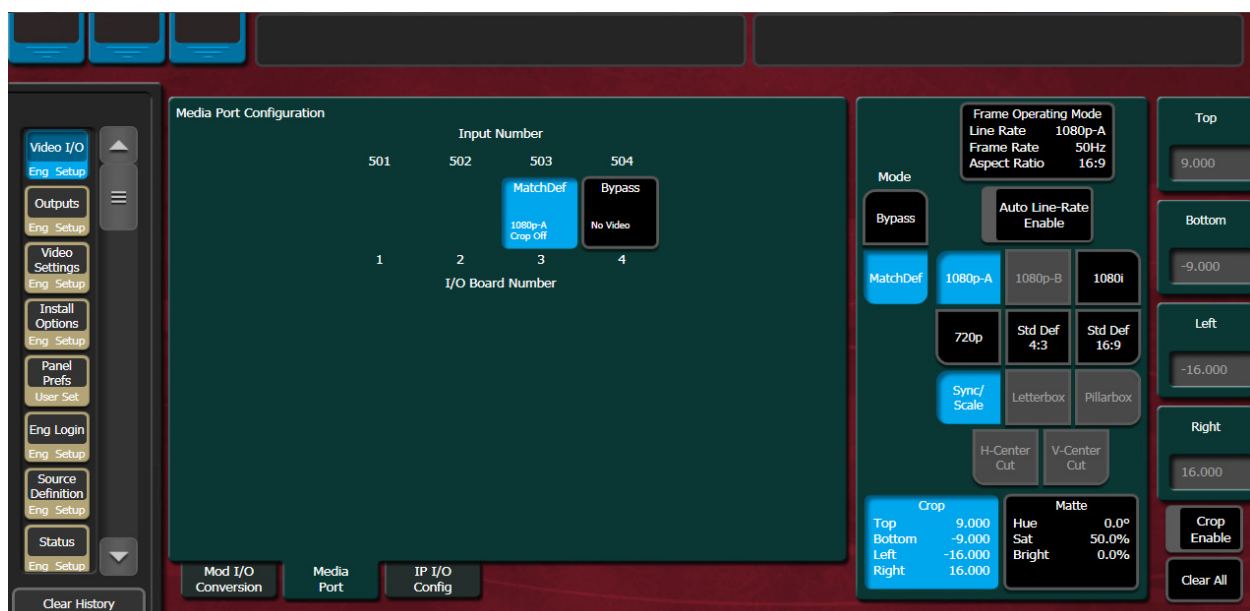 Video I/O
Eng Setup
Outputs
Eng Setup
Video
Settings
Eng Setup
Install
Options
Eng Setup
Panel
Prefs
User Set
Eng Login
Eng Setup
Source
Definition
Eng Setup
Status
Eng Setup
Clear History
Media Port Configuration
Input Number
501 502 503 504
MatchDef
1080p-A
Crop Off
Bypass
No Video
1 2 3 4
I/O Board Number
Mod I/O
Conversion
Media
Port
IP I/O
Config
Frame Operating Mode
Line Rate 1080p-A
Frame Rate 50Hz
Aspect Ratio 16:9
Mode
Bypass
Auto Line-Rate
Enable
MatchDef
1080p-A
1080p-B
1080i
720p
Std Def
4:3
Std Def
16:9
Sync/
Scale
Letterbox
Pillarbox
H-Center
Cut
V-Center
Cut
Crop
Top 9.000
Bottom -9.000
Left -16.000
Right 16.000
Matte
Hue 0.0°
Sat 50.0%
Bright 0.0%
Top
9.000
Bottom
-9.000
Left
-16.000
Right
16.000
Crop
Enable
Clear All